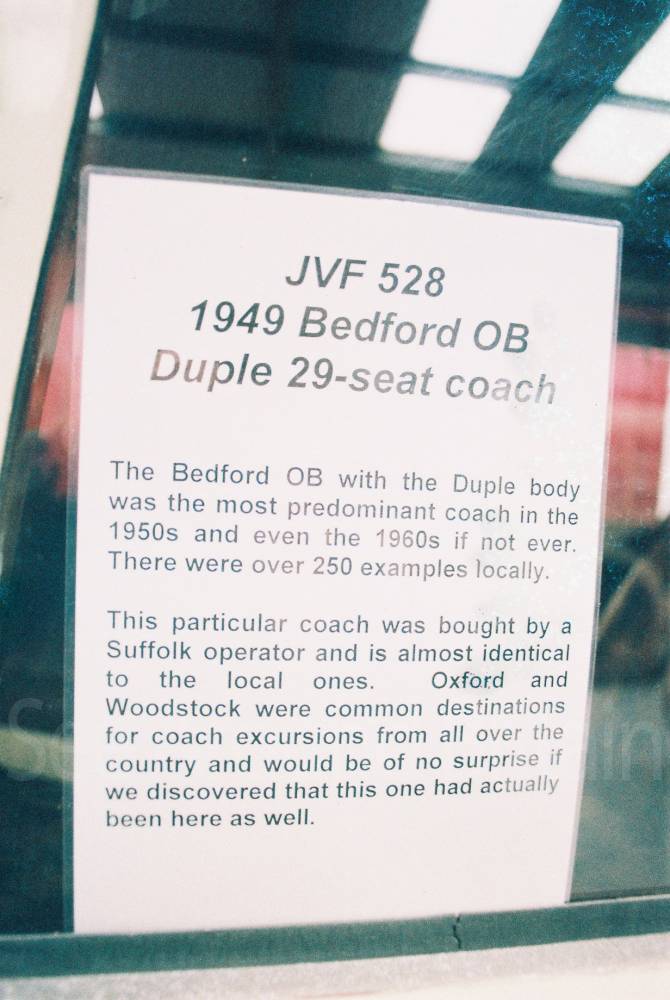 JVF 528
1949 Bedford OB
Duple 29-seat coach
The Bedford OB with the Duple body
was the most predominant coach in the
1950s and even the 1960s if not ever.
There were over 250 examples locally.
This particular coach was bought by a
Suffolk operator and is almost identical
to the local ones. Oxford and
Woodstock were common destinations
for coach excursions from all over the
country and would be of no surprise if
we discovered that this one had actually
been here as well.